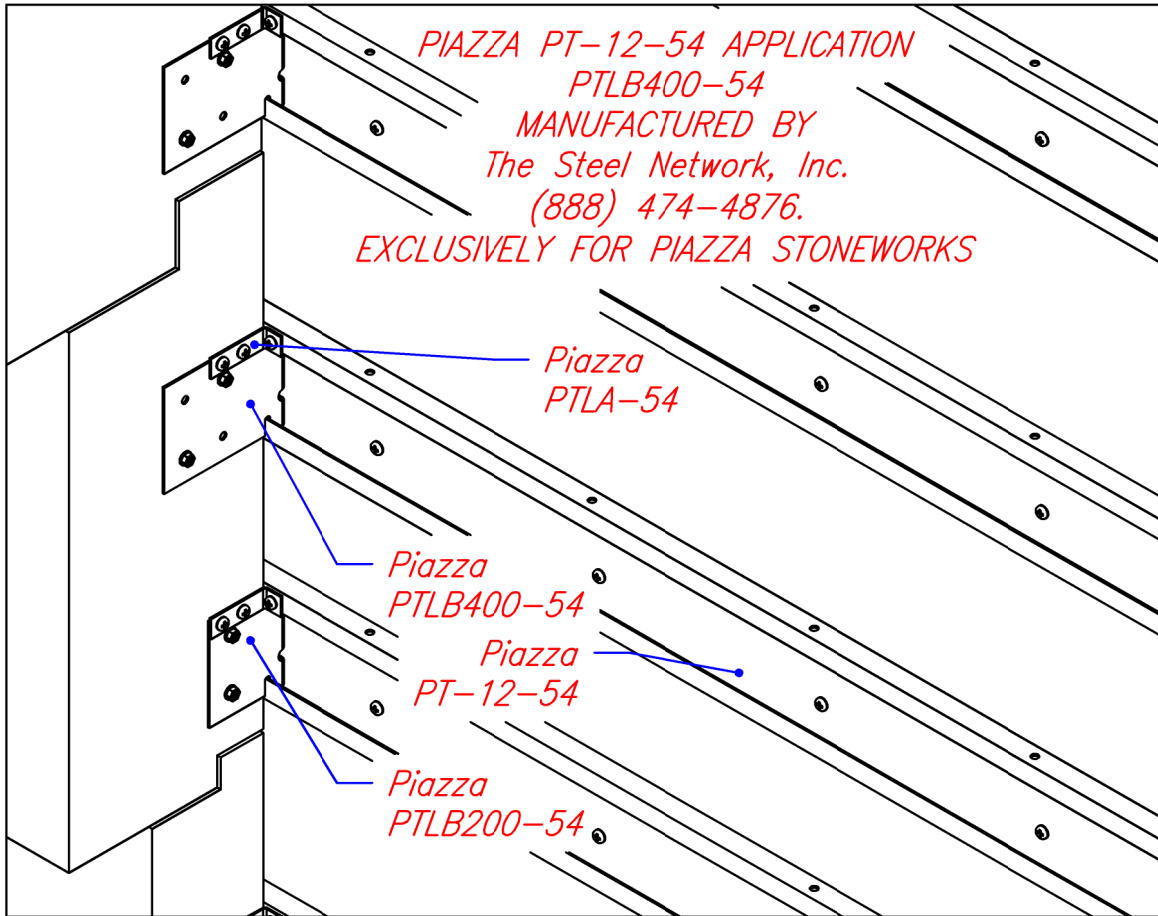 PIAZZA PT-12-54 APPLICATION
PTLB400-54
MANUFACTURED BY
The Steel Network, Inc.
(888) 474-4876.
EXCLUSIVELY FOR PIAZZA STONEWORKS
Piazza
PTLA-54
Piazza
PTLB400-54
Piazza
PT-12-54
Piazza
PTLB200-54